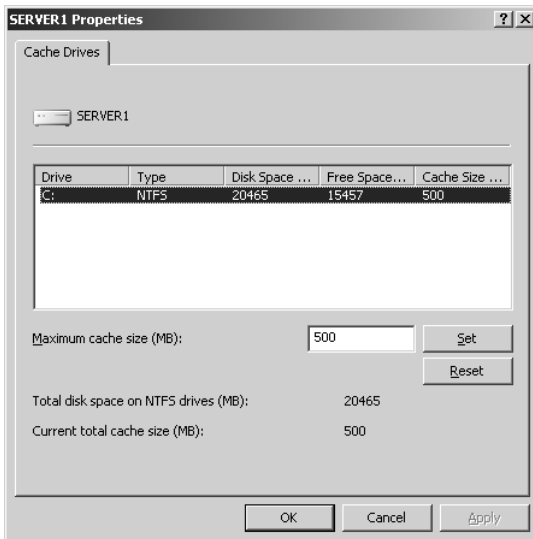 SERVER1 Properties
Cache Drives
SERVER1
Drive Type Disk Space ... Free Space... Cache Size ...
C: NTFS 20465 15457 500
Maximum cache size (MB): 500 Set
Reset
Total disk space on NTFS drives (MB): 20465
Current total cache size (MB): 500
OK Cancel Apply